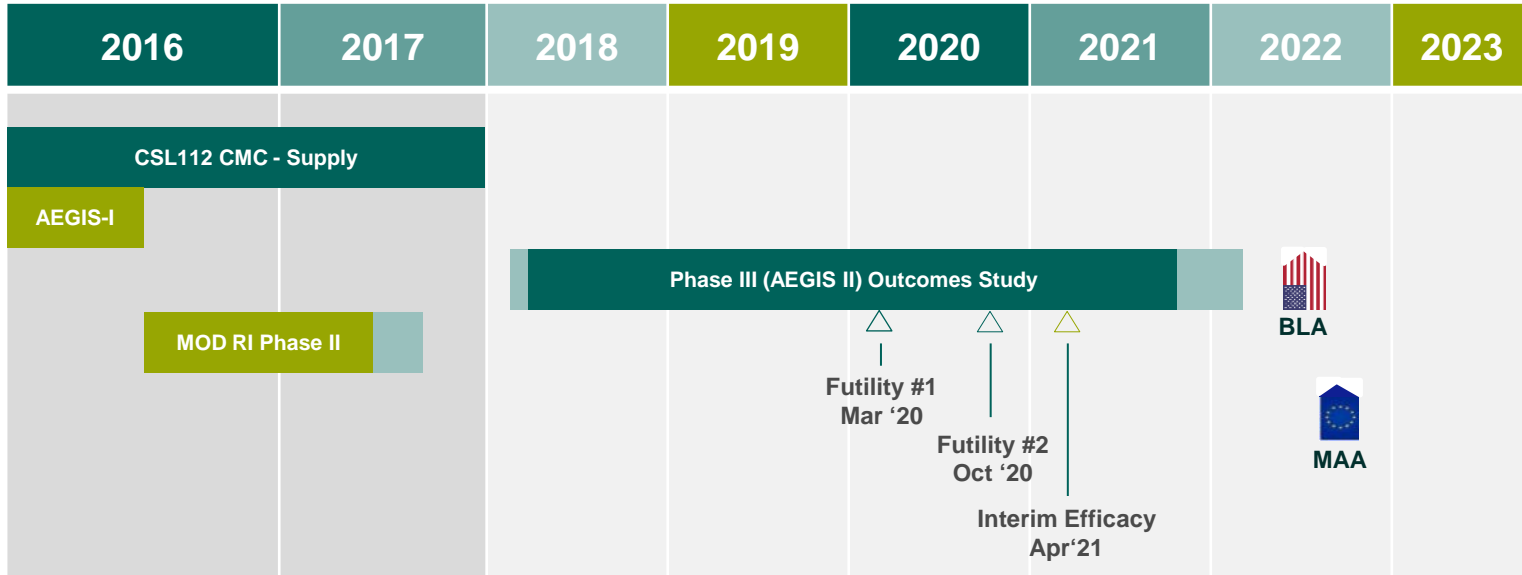 2016 2017 2018 2019 2020 2021 2022 2023
CSL112 CMC - Supply
AEGIS-I
Phase III (AEGIS II) Outcomes Study
MOD RI Phase II
BLA
Futility #1
Mar ‘20
Futility #2
Oct ‘20
MAA
Interim Efficacy
Apr‘21